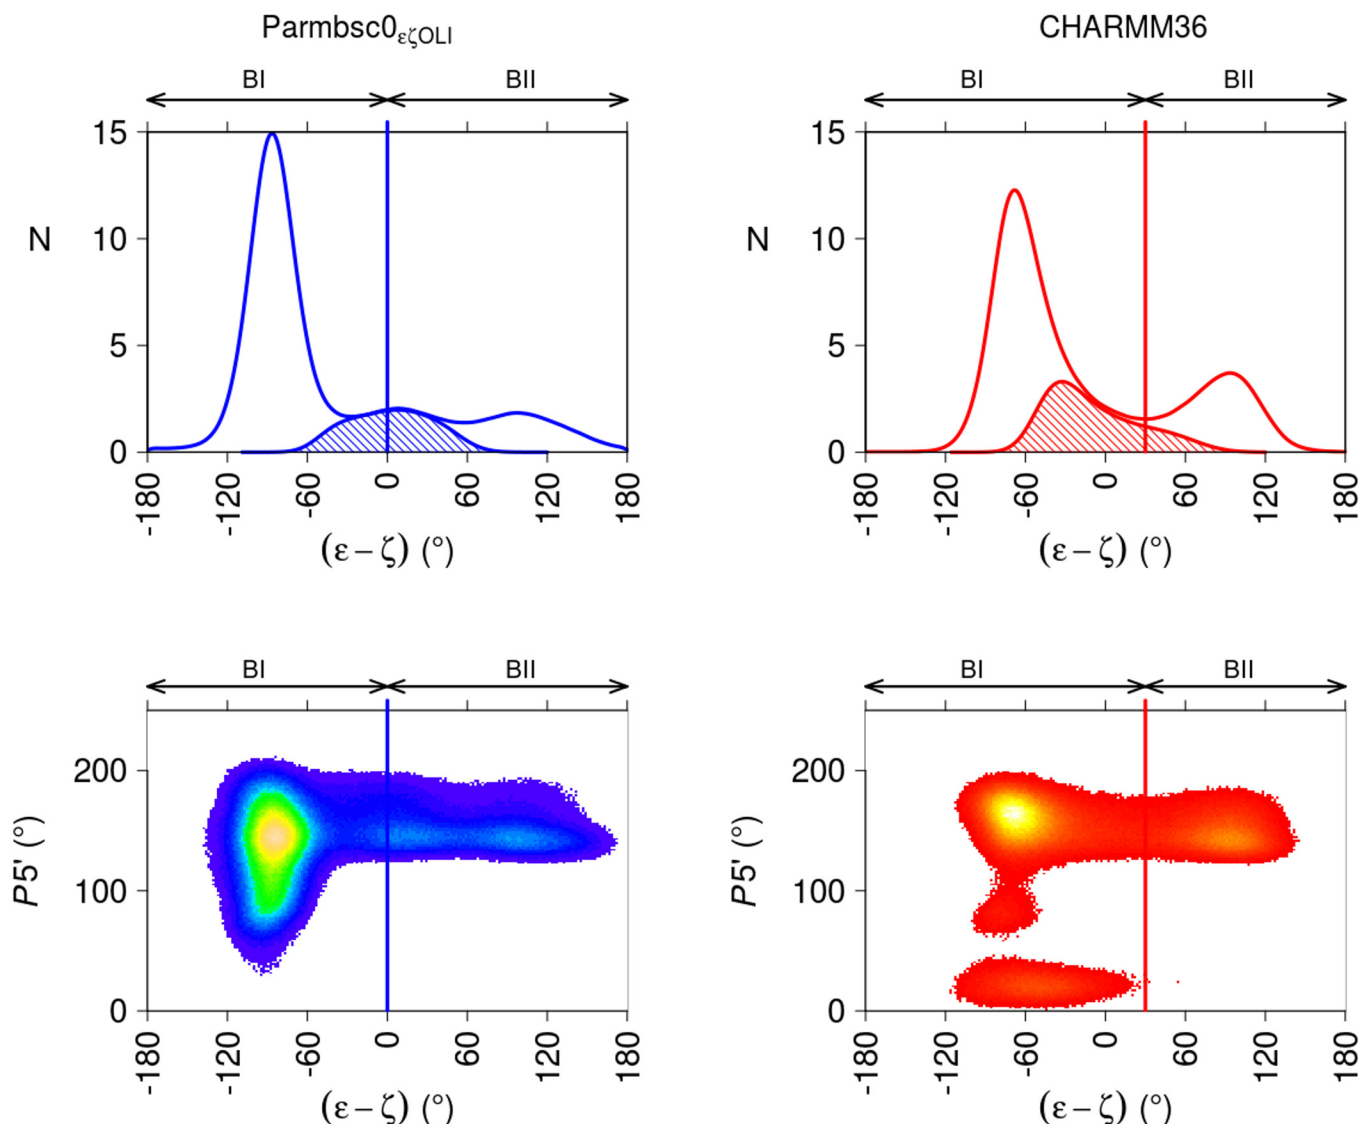 Parmbsc0εζOLI CHARMM36
BI BII BI BII
15 15
N 10 N 10
5 5
0 0
-180 -120 -60 0 60 120 180 -180 -120 -60 0 60 120 180
(ε – ζ) (°) (ε – ζ) (°)
BI BII BI BII
200 200
P5' (°) 100 P5' (°) 100
0 0
-180 -120 -60 0 60 120 180 -180 -120 -60 0 60 120 180
(ε – ζ) (°) (ε – ζ) (°)